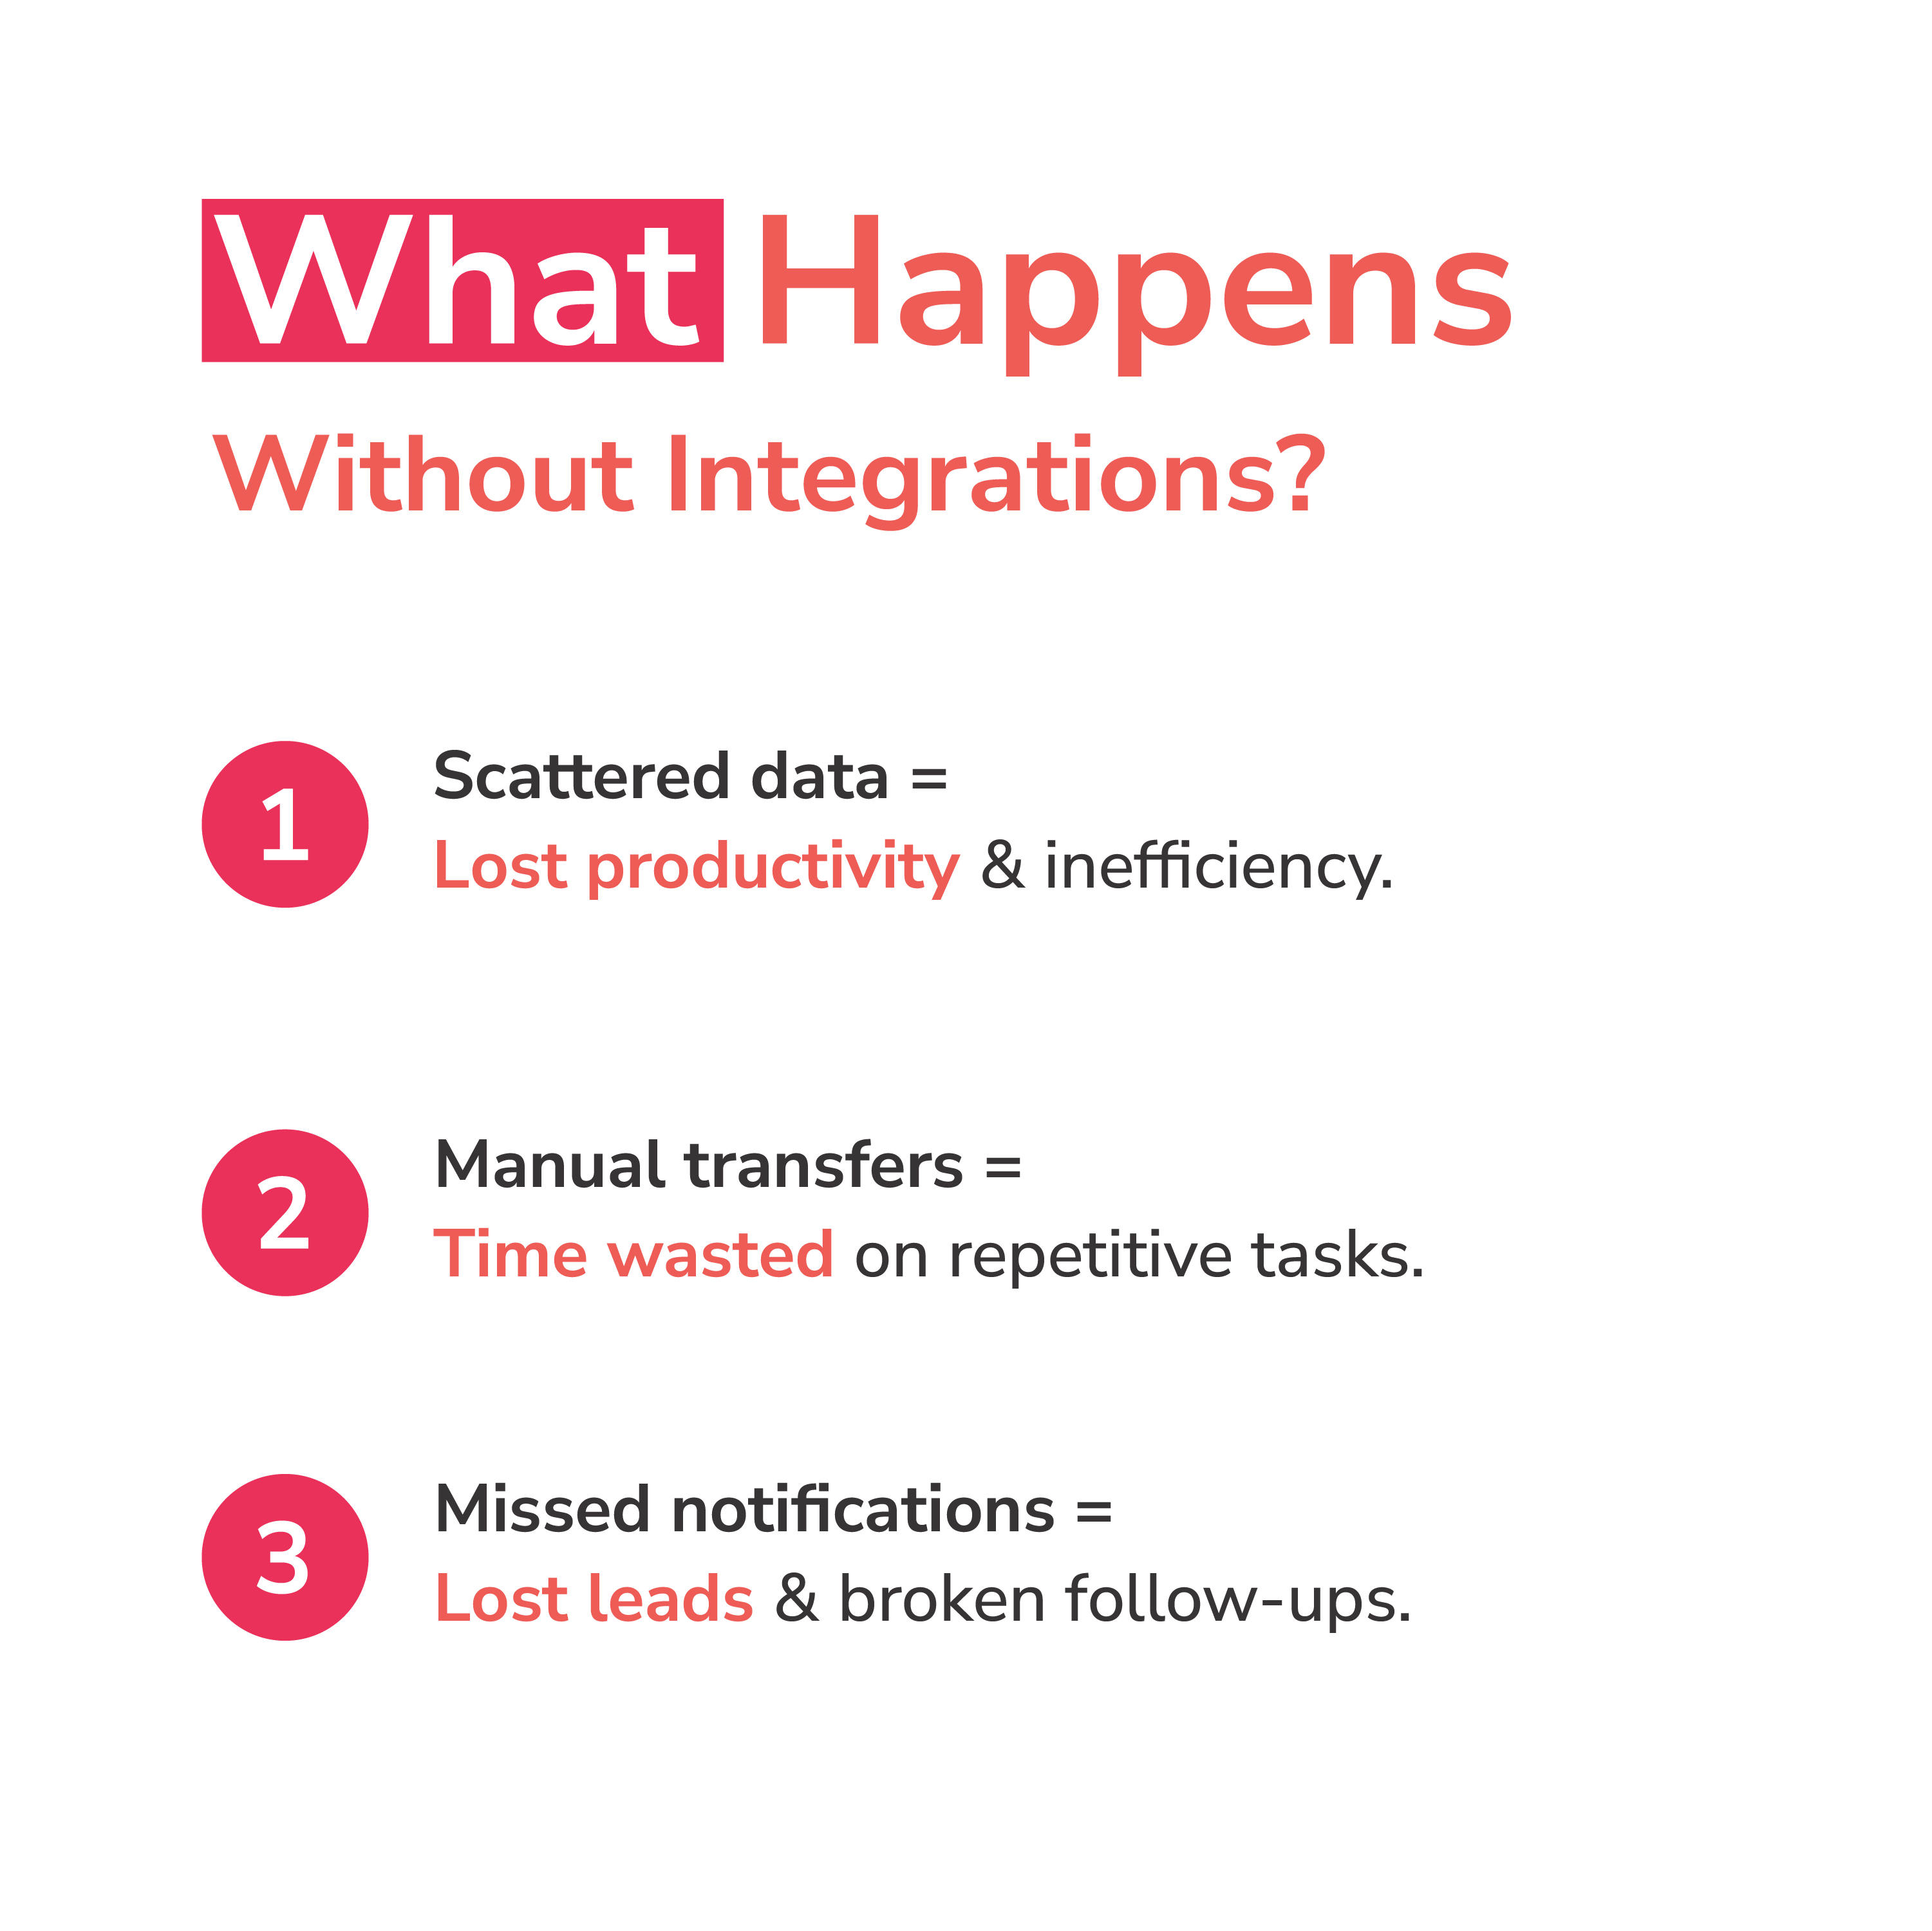 What Happens
Without Integrations?
1
Scattered data =
Lost productivity & inefficiency.
2
Manual transfers =
Time wasted on repetitive tasks.
3
Missed notifications =
Lost leads & broken follow-ups.